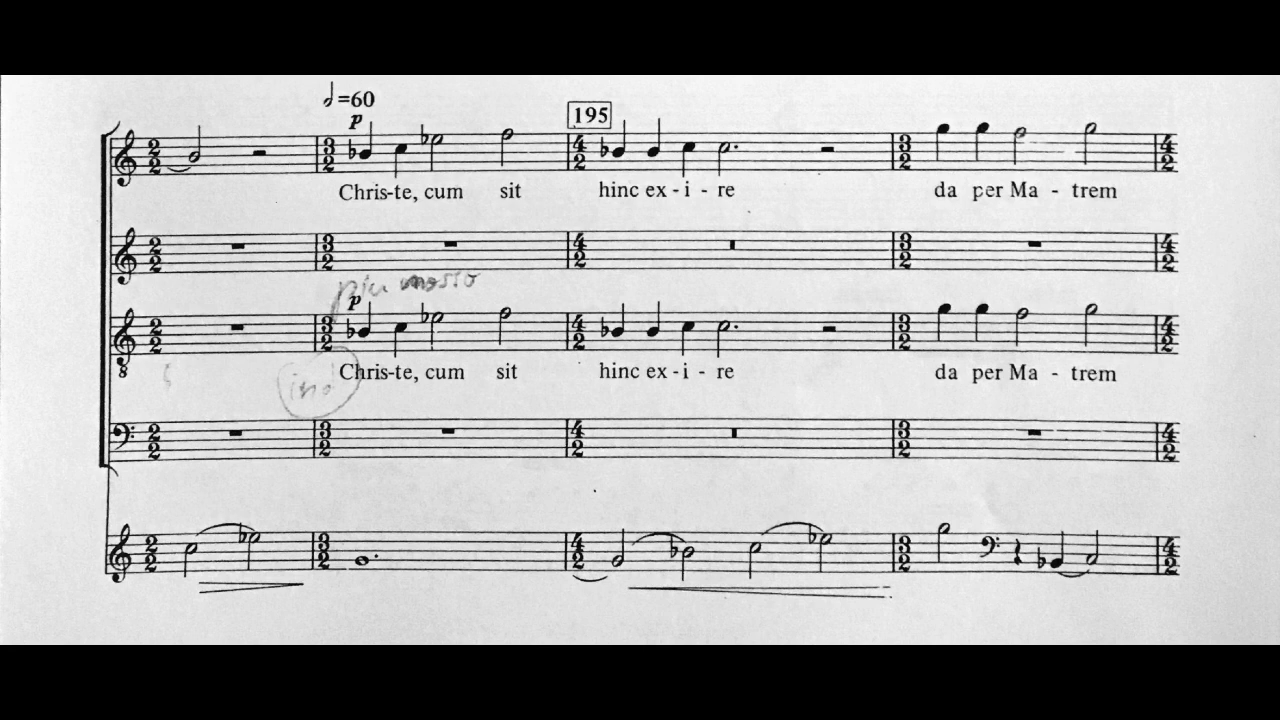 =60
p
195
Chris-te, cum sit hinc ex - i - re da per Ma - trem
piu mosso
p
Chris-te, cum sit hinc ex - i - re da per Ma - trem